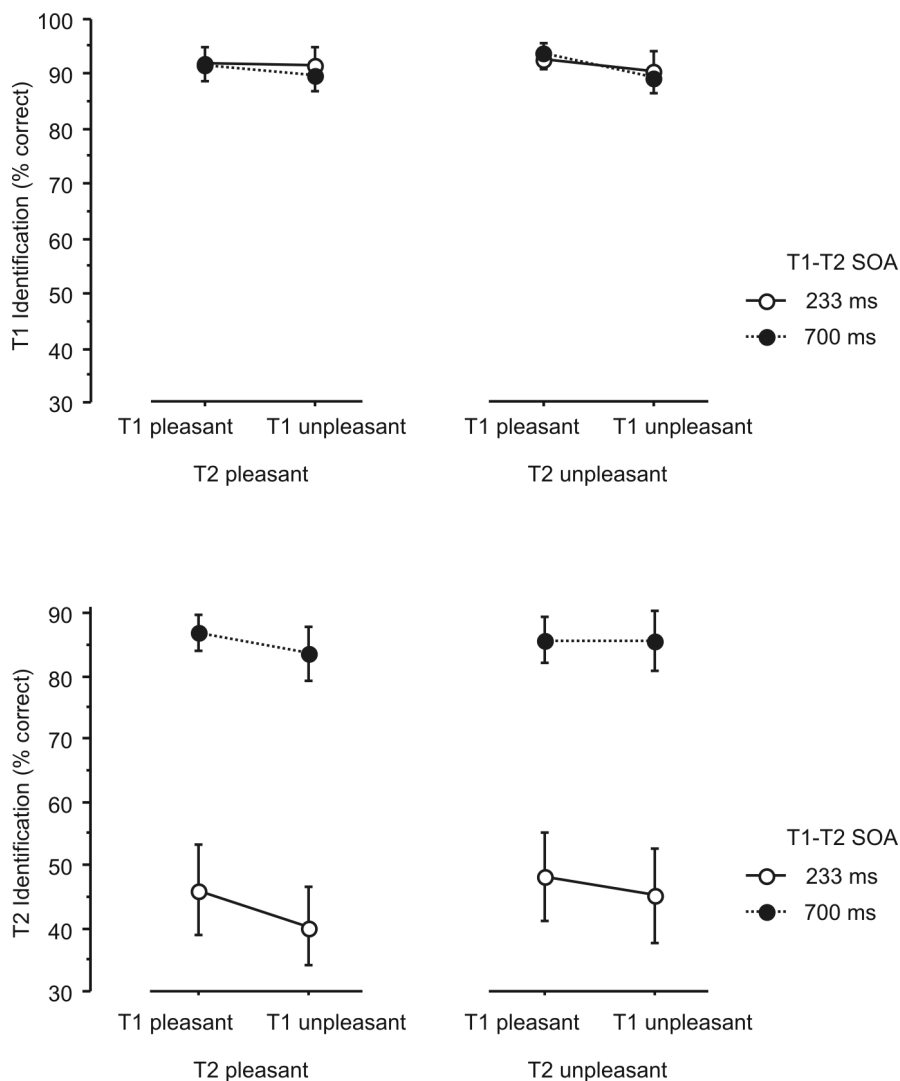 T1 Identification (% correct)
100
90
80
70
60
50
40
30
T1 pleasant T1 unpleasant
T2 pleasant
T1 pleasant T1 unpleasant
T2 unpleasant
T1-T2 SOA
233 ms
700 ms
T2 Identification (% correct)
90
80
70
60
50
40
30
T1 pleasant T1 unpleasant
T2 pleasant
T1 pleasant T1 unpleasant
T2 unpleasant
T1-T2 SOA
233 ms
700 ms